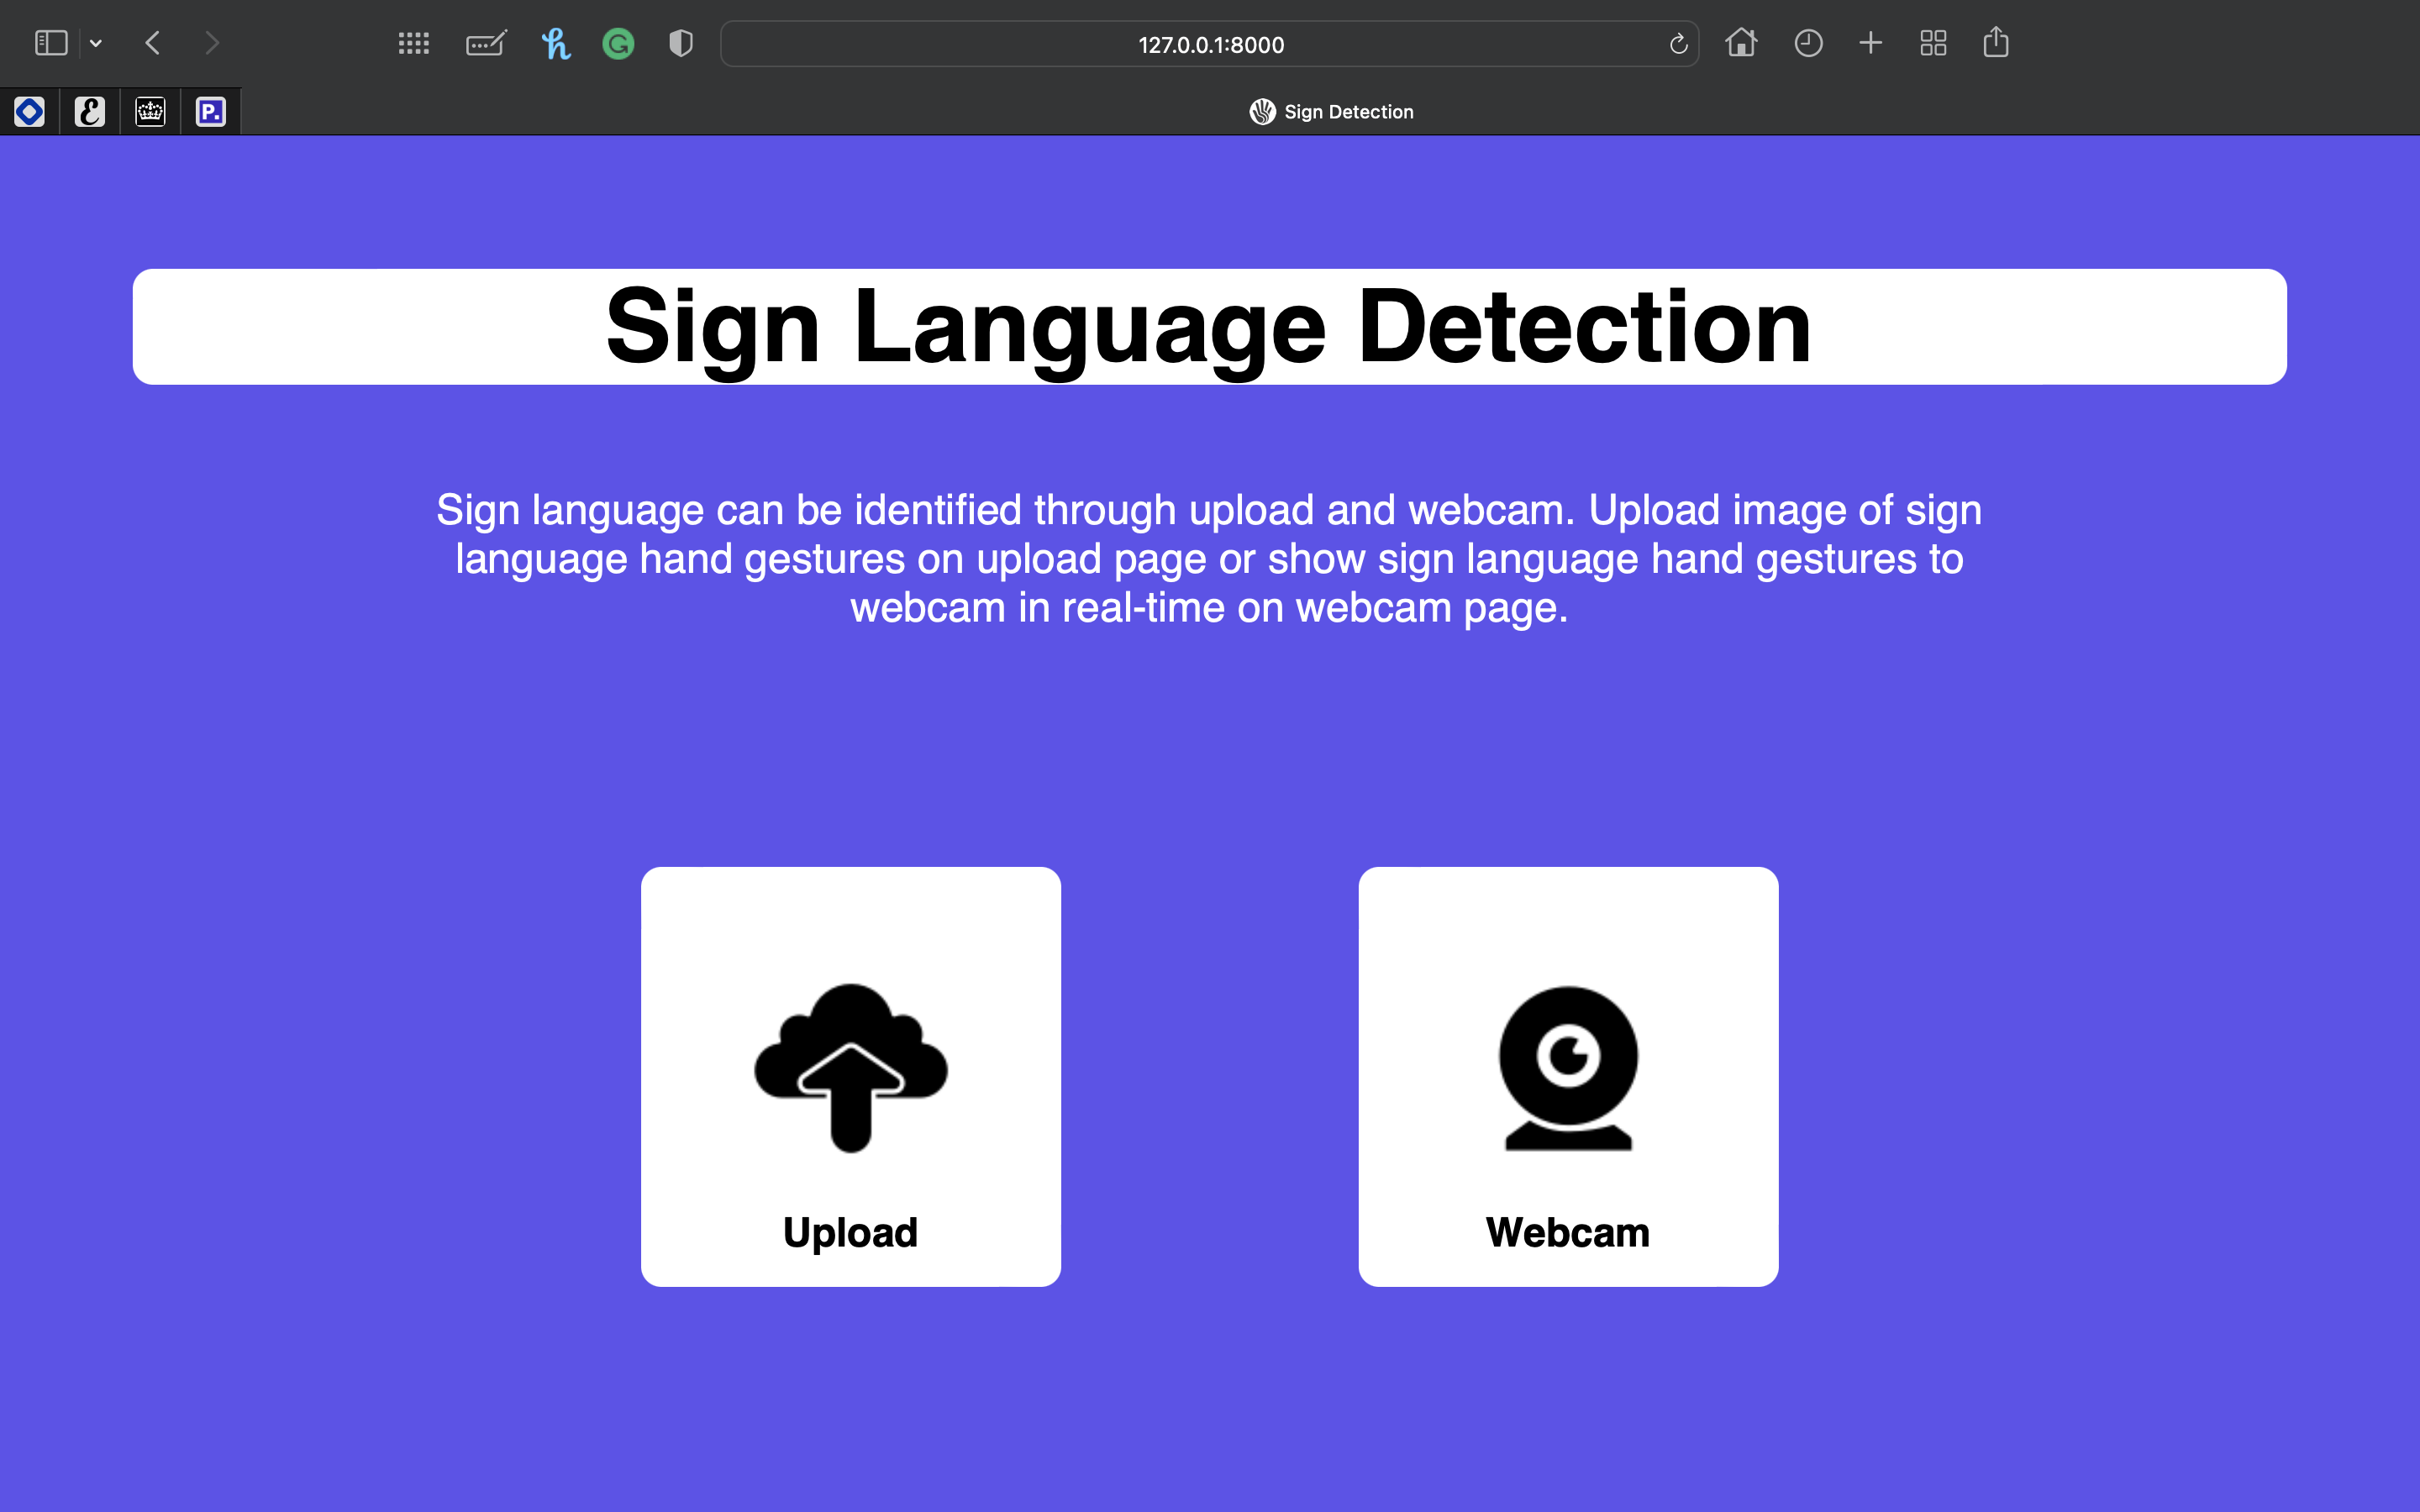 127.0.0.1:8000
P.
Sign Detection
Sign Language Detection
Sign language can be identified through upload and webcam. Upload image of sign
language hand gestures on upload page or show sign language hand gestures to
webcam in real-time on webcam page.
Upload
Webcam